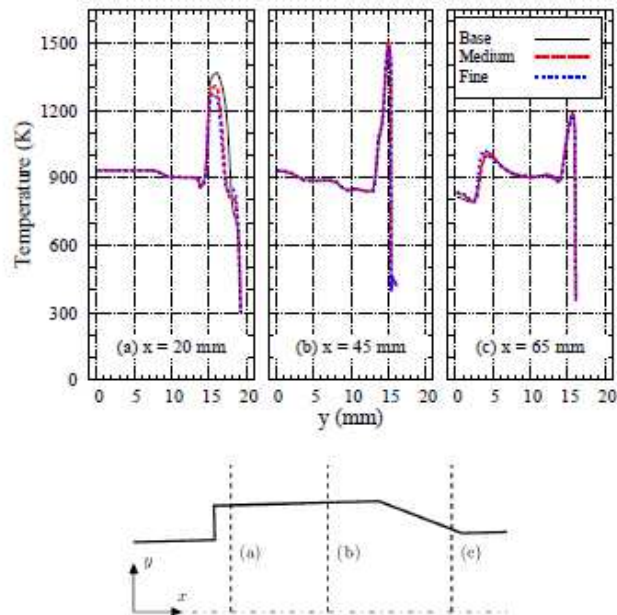 Temperature (K)
1500
1200
900
600
300
0
Base
Medium
Fine
(a) x = 20 mm
(b) x = 45 mm
(c) x = 65 mm
0 5 10 15 20
0 5 10 15 20
0 5 10 15 20
y (mm)
(a)
(b)
(c)
y
x